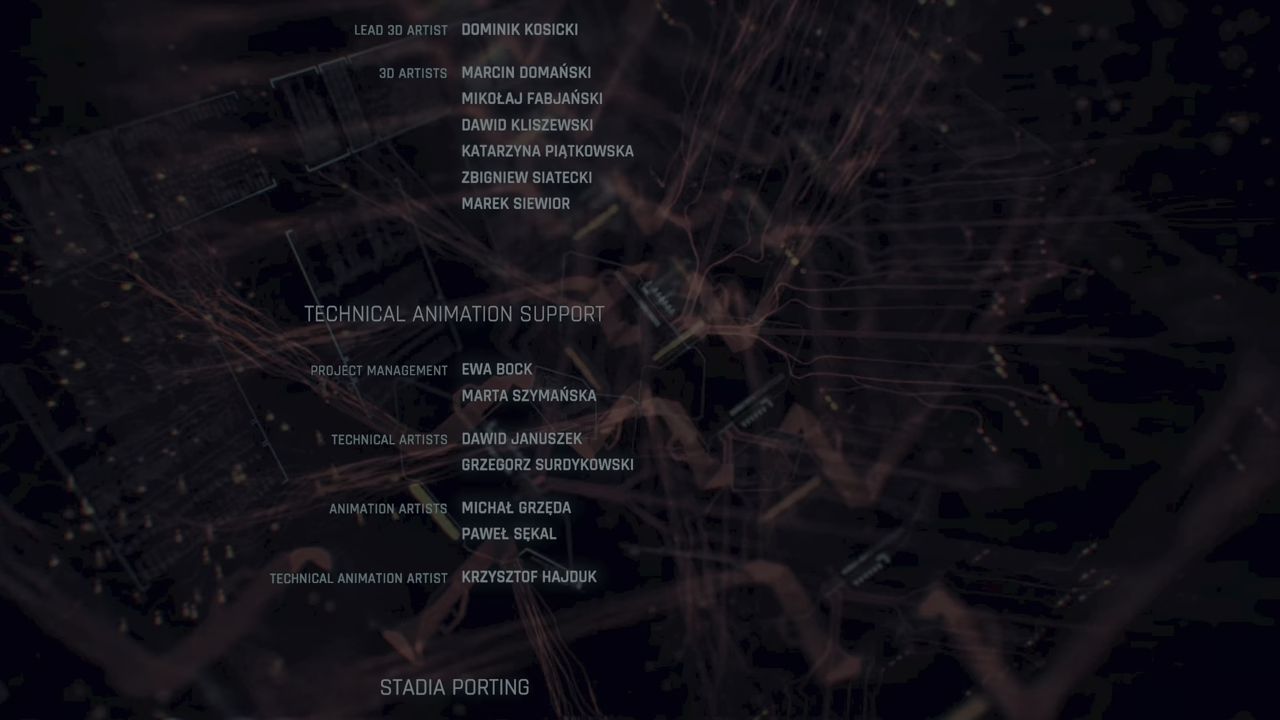 LEAD 3D ARTIST DOMINIK KOSICKI
3D ARTISTS MARCIN DOMAŃSKI
MIKOŁAJ FABJAŃSKI
DAWID KLISZEWSKI
KATARZYNA PIĄTKOWSKA
ZBIGNIEW SIATECKI
MAREK SIEWIOR
TECHNICAL ANIMATION SUPPORT
PROJECT MANAGEMENT EWA BOCK
MARTA SZYMAŃSKA
TECHNICAL ARTISTS DAWID JANUSZEK
GRZEGORZ SURDYKOWSKI
ANIMATION ARTISTS MICHAŁ GRZĘDA
PAWEŁ SĘKAL
TECHNICAL ANIMATION ARTIST KRZYSZTOF HAJDUK
STADIA PORTING